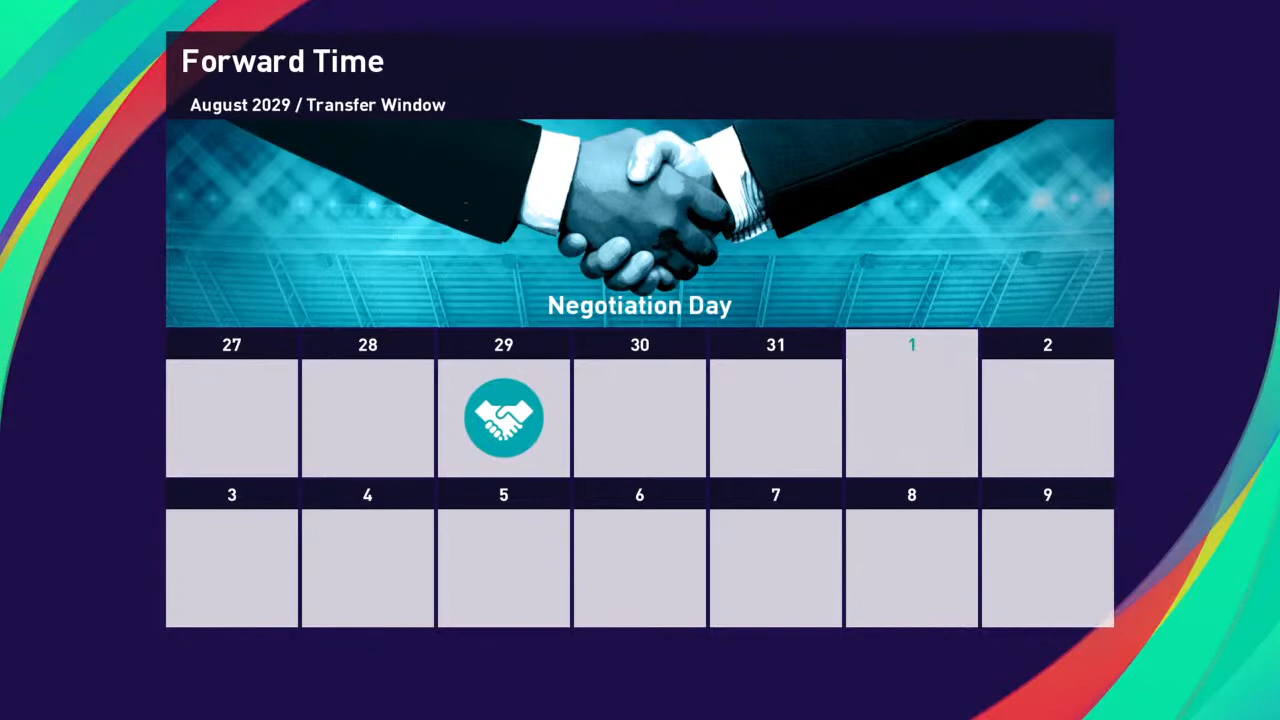 Forward Time
August 2029 / Transfer Window
Negotiation Day
27 28 29 30 31 1 2
3 4 5 6 7 8 9